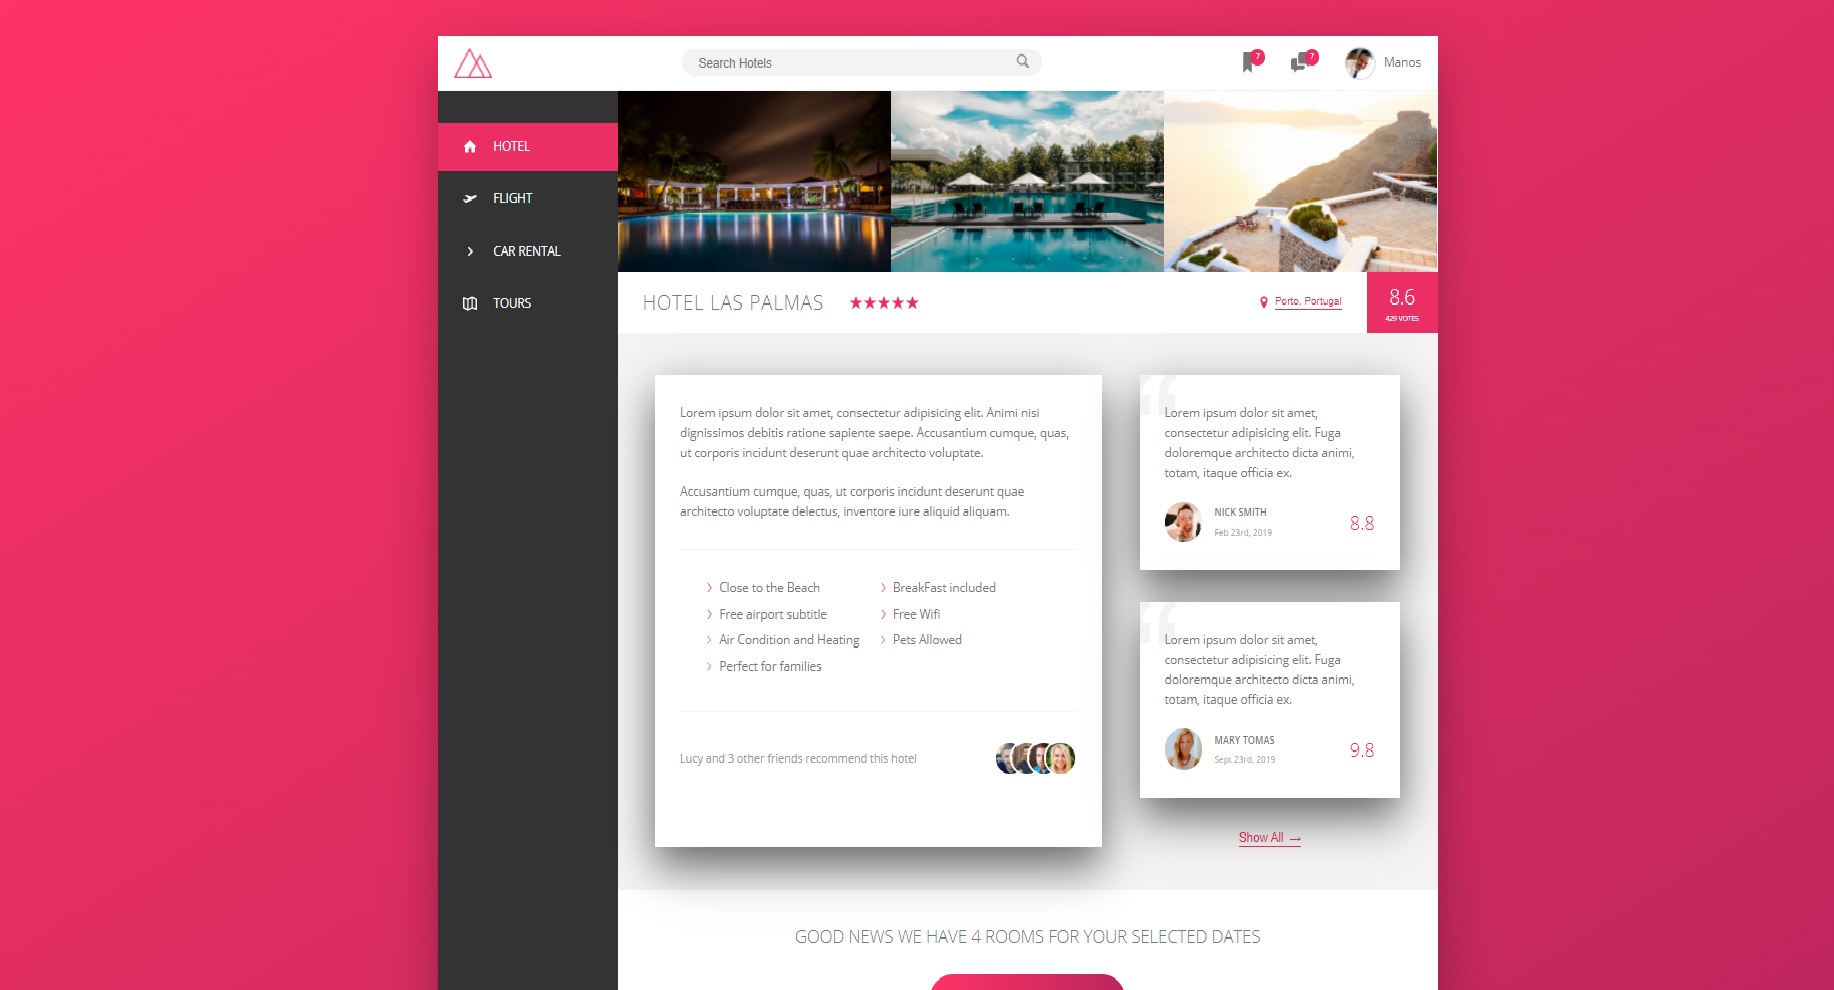 Search Hotels
7
7
Manos
HOTEL
FLIGHT
CAR RENTAL
TOURS
HOTEL LAS PALMAS
Porto, Portugal
8.6
429 VOTES
Lorem ipsum dolor sit amet, consectetur adipisicing elit. Animi nisi
dignissimos debitis ratione sapiente saepe. Accusantium cumque, quas,
ut corporis incidunt deserunt quae architecto voluptate.
Accusantium cumque, quas, ut corporis incidunt deserunt quae
architecto voluptate delectus, inventore iure aliquid aliquam.
Close to the Beach
Free airport subtitle
Air Condition and Heating
Perfect for families
BreakFast included
Free Wifi
Pets Allowed
Lucy and 3 other friends recommend this hotel
“
Lorem ipsum dolor sit amet,
consectetur adipisicing elit. Fuga
doloremque architecto dicta animi,
totam, itaque officia ex.
NICK SMITH
Feb 23rd, 2019
8.8
“
Lorem ipsum dolor sit amet,
consectetur adipisicing elit. Fuga
doloremque architecto dicta animi,
totam, itaque officia ex.
MARY TOMAS
Sept 23rd, 2019
9.8
Show All →
GOOD NEWS WE HAVE 4 ROOMS FOR YOUR SELECTED DATES